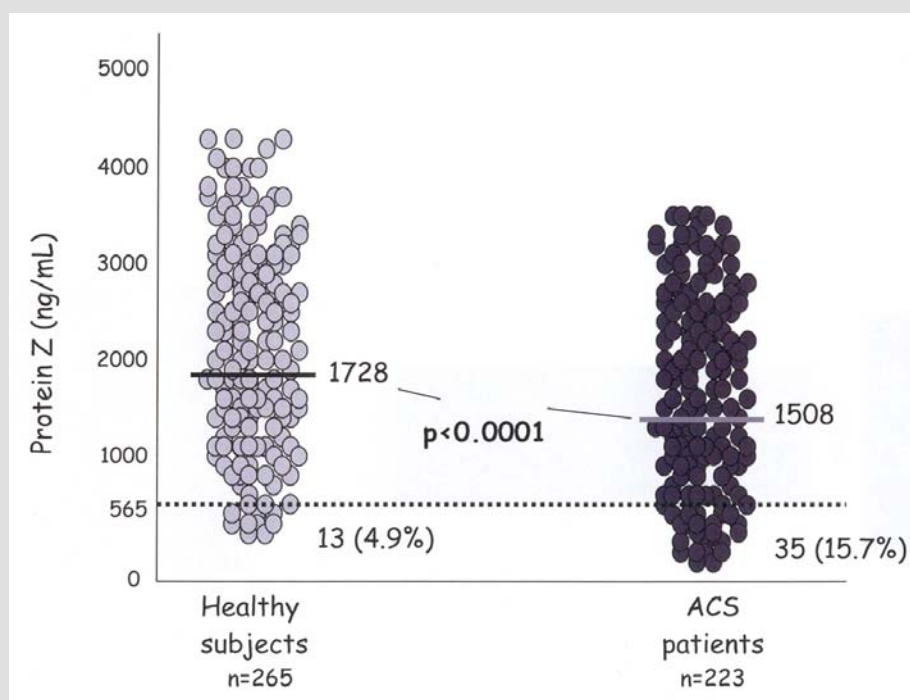 Protein Z (ng/mL)
5000
4000
3000
2000
1000
565
0
1728
p<0.0001
1508
13 (4.9%)
35 (15.7%)
Healthy
subjects
n=265
ACS
patients
n=223